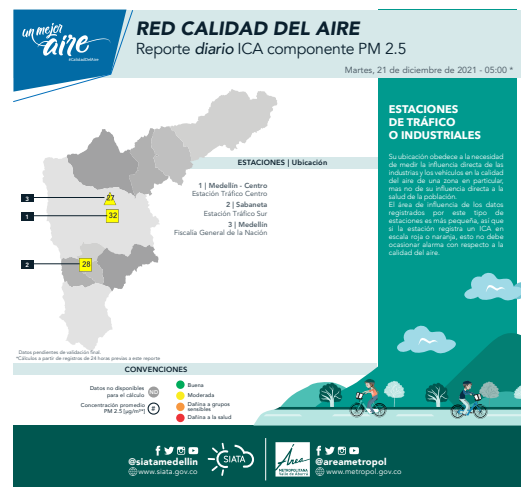 un mejor
aire
#CalidadDelAire
RED CALIDAD DEL AIRE
Reporte diario ICA componente PM 2.5
Martes, 21 de diciembre de 2021 - 05:00 *
ESTACIONES
DE TRÁFICO
O INDUSTRIALES
Su ubicación obedece a la necesidad
de medir la influencia directa de las
industrias y los vehículos en la calidad
del aire de una zona en particular,
mas no de su influencia directa a la
salud de la población.
El área de influencia de los datos
registrados por este tipo de
estaciones es más pequeña, así que
si la estación registra un ICA en
escala roja o naranja, esto no debe
ocasionar alarma con respecto a la
calidad del aire.
ESTACIONES | Ubicación
1 | Medellín - Centro
Estación Tráfico Centro
2 | Sabaneta
Estación Tráfico Sur
3 | Medellín
Fiscalía General de la Nación
3
27
1
32
2
28
Datos pendientes de validación final.
*Cálculos a partir de registros de 24 horas previas a este reporte
CONVENCIONES
Datos no disponibles
para el cálculo
Concentración promedio
PM 2.5 [µg/m³]
#
Buena
Moderada
Dañina a grupos
sensibles
Dañina a la salud
@siatamedellin
www.siata.gov.co
SIATA
Área
METROPOLITANA
Valle de Aburrá
@areametropol
www.metropol.gov.co